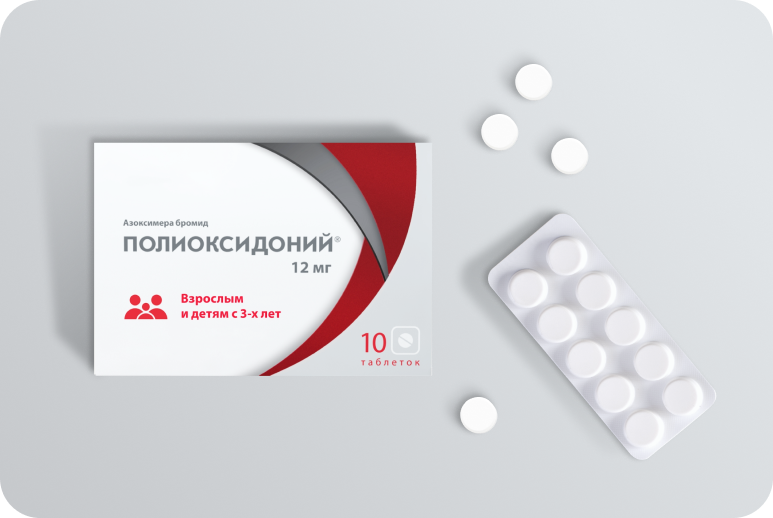 Азоксимера бромид
ПОЛИОКСИДОНИЙ®
12 мг
Взрослым
и детям с 3-х лет
10
таблеток